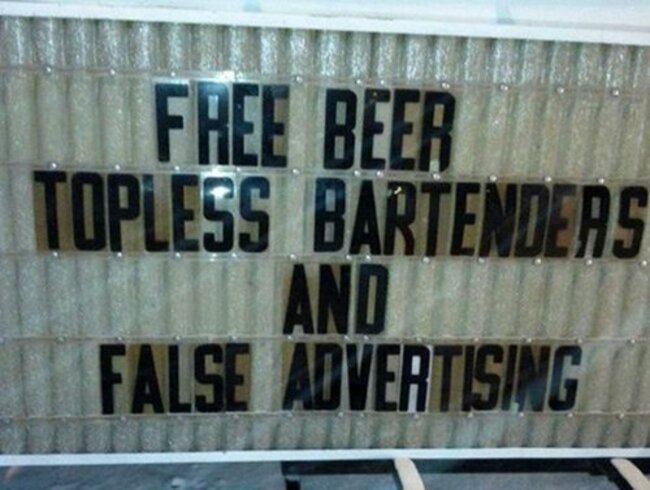 FREE BEER
TOPLESS BARTENDERS
AND
FALSE ADVERTISING